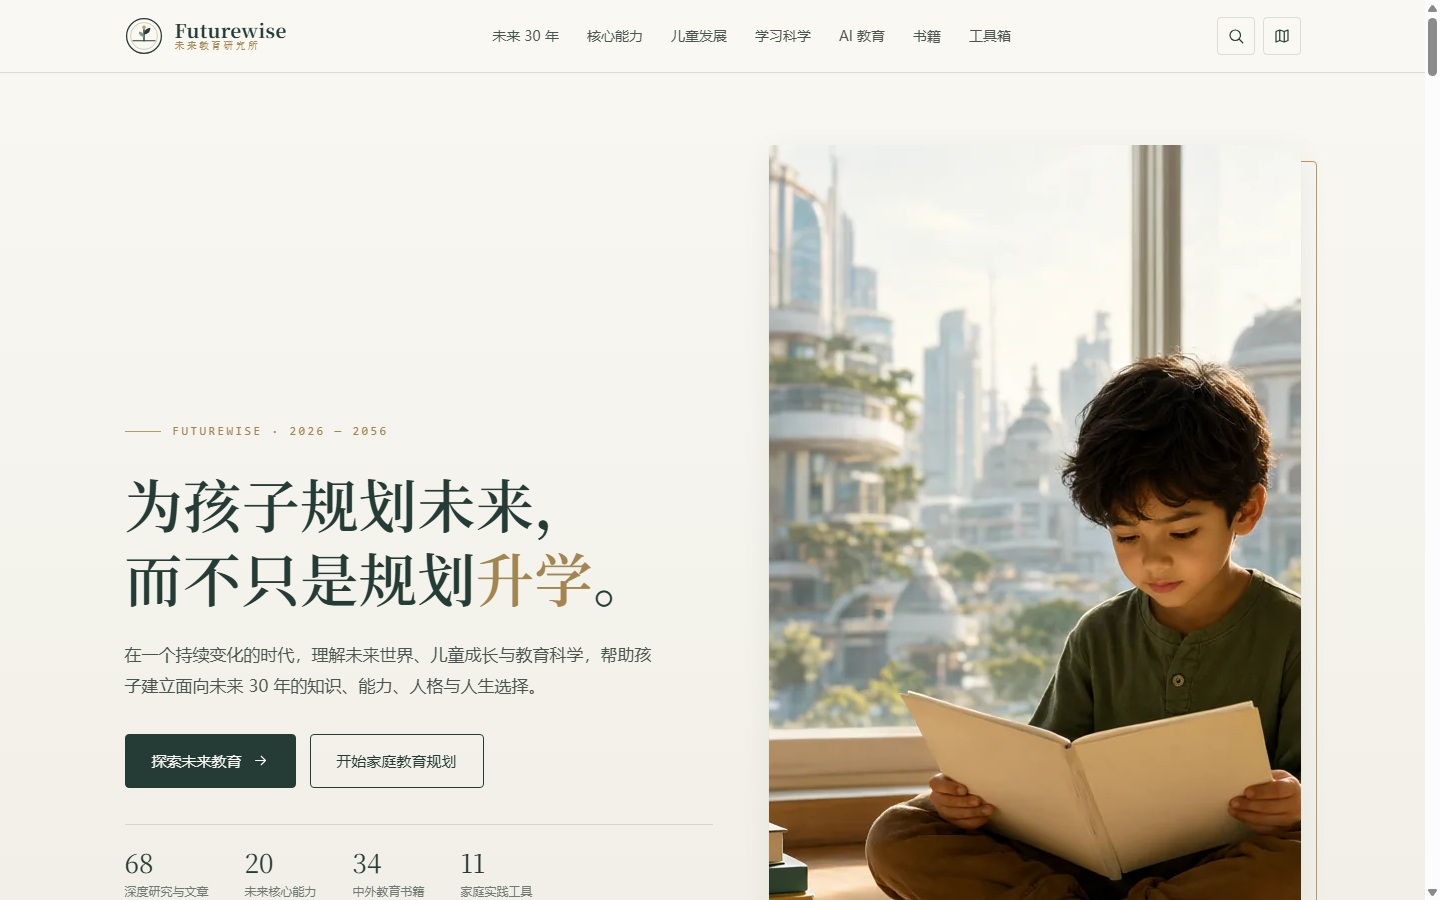 Futurewise
未来教育研究所
未来 30 年
核心能力
儿童发展
学习科学
AI 教育
书籍
工具箱
FUTUREWISE · 2026 — 2056
为孩子规划未来，
而不只是规划升学。
在一个持续变化的时代，理解未来世界、儿童成长与教育科学，帮助孩
子建立面向未来 30 年的知识、能力、人格与人生选择。
探索未来教育 →
开始家庭教育规划
68
深度研究与文章
20
未来核心能力
34
中外教育书籍
11
家庭实践工具